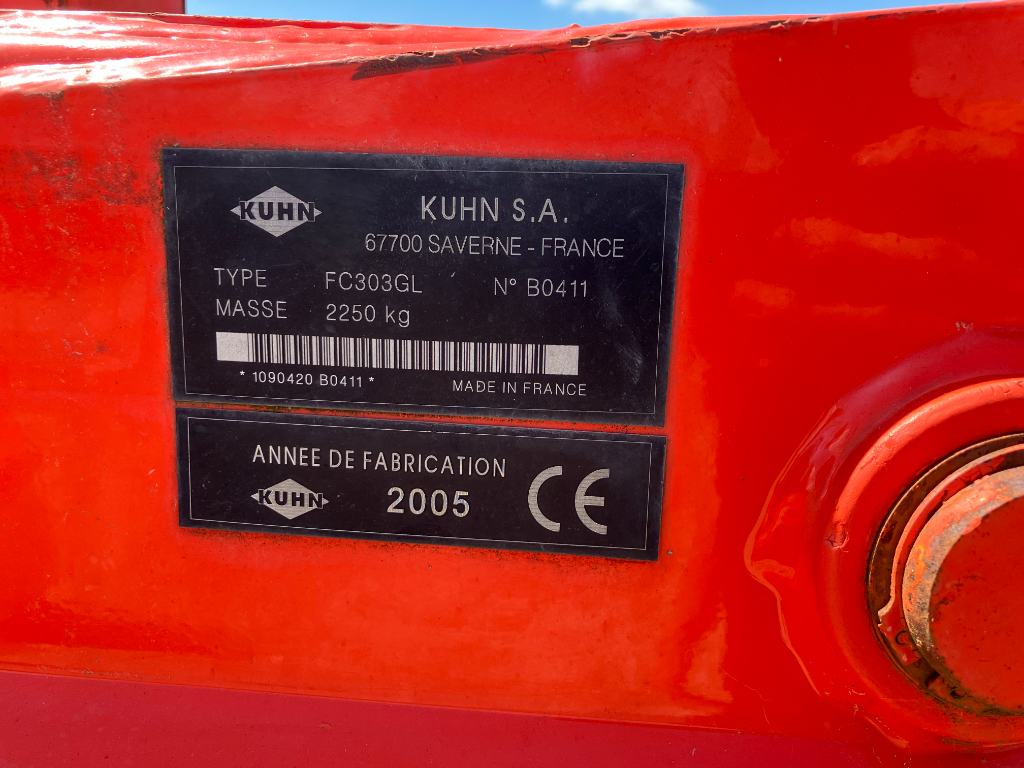 KUHN
KUHN S.A.
67700 SAVERNE - FRANCE
TYPE FC303GL N° B0411
MASSE 2250 kg
* 1090420 B0411 *
MADE IN FRANCE
ANNEE DE FABRICATION
KUHN
2005
CE